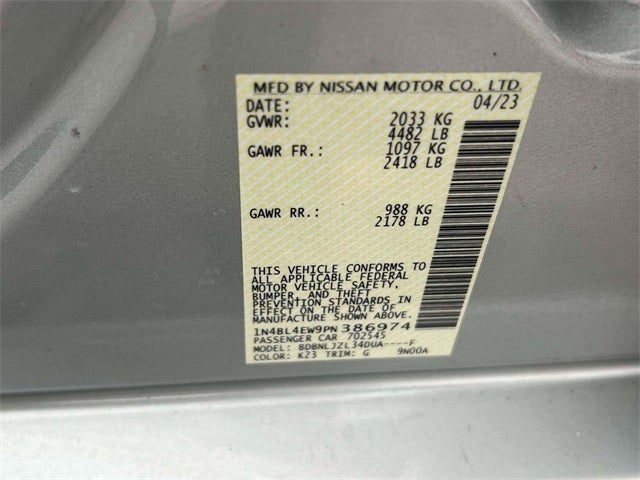 MFD BY NISSAN MOTOR CO., LTD.
DATE: 04/23
GVWR: 2033 KG
4482 LB
GAWR FR.: 1097 KG
2418 LB
GAWR RR.: 988 KG
2178 LB
THIS VEHICLE CONFORMS TO
ALL APPLICABLE FEDERAL
MOTOR VEHICLE SAFETY,
BUMPER, AND THEFT
PREVENTION STANDARDS IN
EFFECT ON THE DATE OF
MANUFACTURE SHOWN ABOVE.
1N4BL4EW9PN386974
PASSENGER CAR 702545
MODEL: BDBNLJZL34DUA----F
COLOR: K23 TRIM: G 9N00A